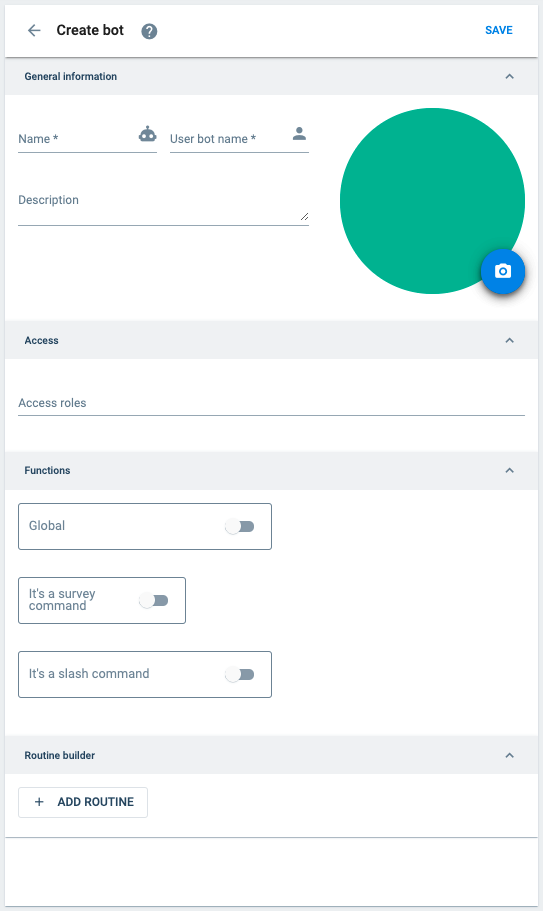 Create bot
SAVE
General information
Name *
User bot name *
Description
Access
Access roles
Functions
Global
It's a survey
command
It's a slash command
Routine builder
+ ADD ROUTINE